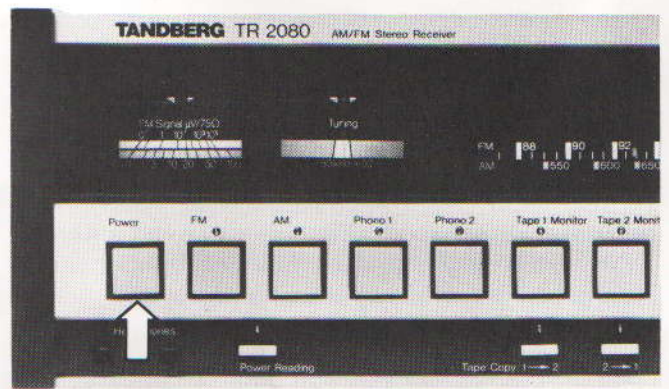 TANDBERG TR 2080 AM/FM Stereo Receiver
FM Signal µV/75Ω Tuning
FM 88 90 92
AM 550 600 650
Power FM AM Phono 1 Phono 2 Tape 1 Monitor Tape 2
Power Reading Tape Copy 1→2 2→1